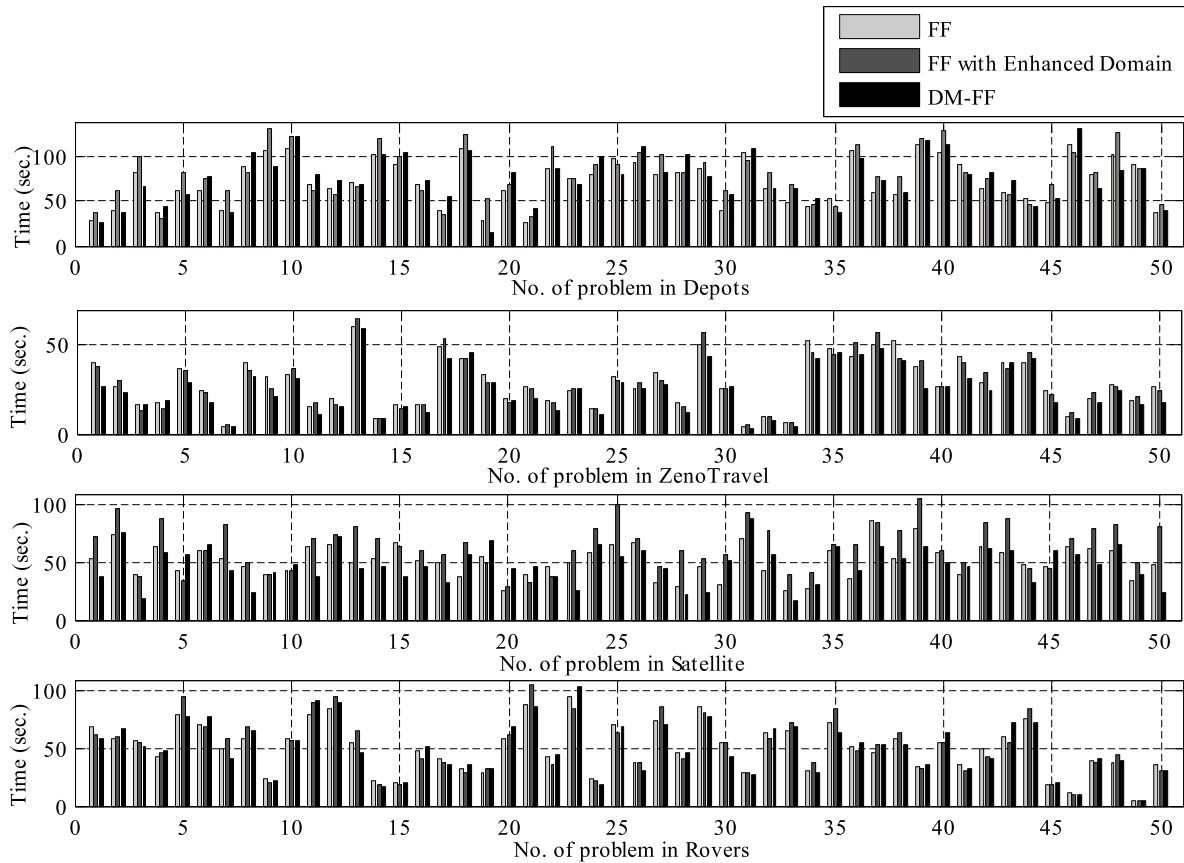 FF
FF with Enhanced Domain
DM-FF
Time (sec.)
100
50
0
0 5 10 15 20 25 30 35 40 45 50
No. of problem in Depots
Time (sec.)
50
0
0 5 10 15 20 25 30 35 40 45 50
No. of problem in ZenoTravel
Time (sec.)
100
50
0
0 5 10 15 20 25 30 35 40 45 50
No. of problem in Satellite
Time (sec.)
100
50
0
0 5 10 15 20 25 30 35 40 45 50
No. of problem in Rovers